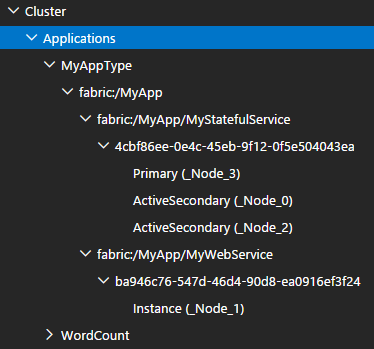 Cluster
Applications
MyAppType
fabric:/MyApp
fabric:/MyApp/MyStatefulService
4cbf86ee-0e4c-45eb-9f12-0f5e504043ea
Primary (_Node_3)
ActiveSecondary (_Node_0)
ActiveSecondary (_Node_2)
fabric:/MyApp/MyWebService
ba946c76-547d-46d4-90d8-ea0916ef3f24
Instance (_Node_1)
WordCount